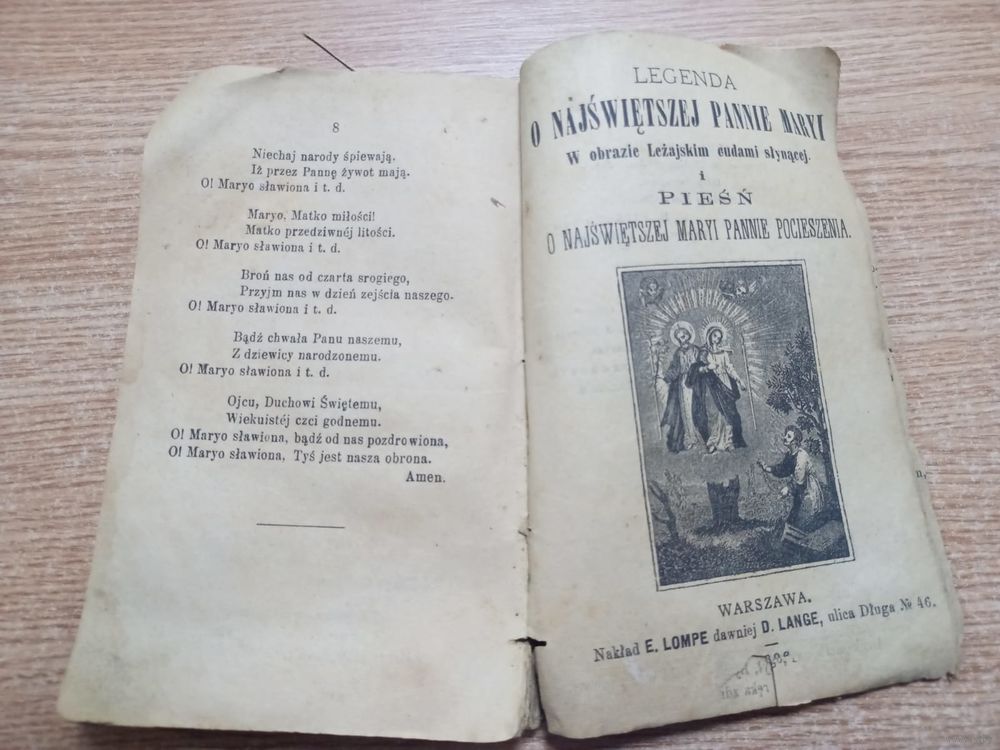 8
Niechaj narody śpiewają.
Iż przez Pannę żywot mają.
O! Maryo sławiona i t. d.
Maryo, Matko miłości!
Matko przedziwnéj litości.
O! Maryo sławiona i t. d.
Broń nas od czarta srogiego,
Przyjm nas w dzień zejścia naszego.
O! Maryo sławiona i t. d.
Bądź chwała Panu naszemu,
Z dziewicy narodzonemu.
O! Maryo sławiona i t. d.
Ojcu, Duchowi Świętemu,
Wiekuistéj czci godnemu.
O! Maryo sławiona, bądź od nas pozdrowiona,
O! Maryo sławiona, Tyś jest nasza obrona.
Amen.
LEGENDA
O NAJŚWIĘTSZEJ PANNIE MARYI
W obrazie Leżajskim cudami słynącej.
i
PIEŚŃ
O NAJŚWIĘTSZEJ MARYI PANNIE POCIESZENIA.
WARSZAWA.
Nakład E. LOMPE dawniej D. LANGE, ulica Długa № 46.